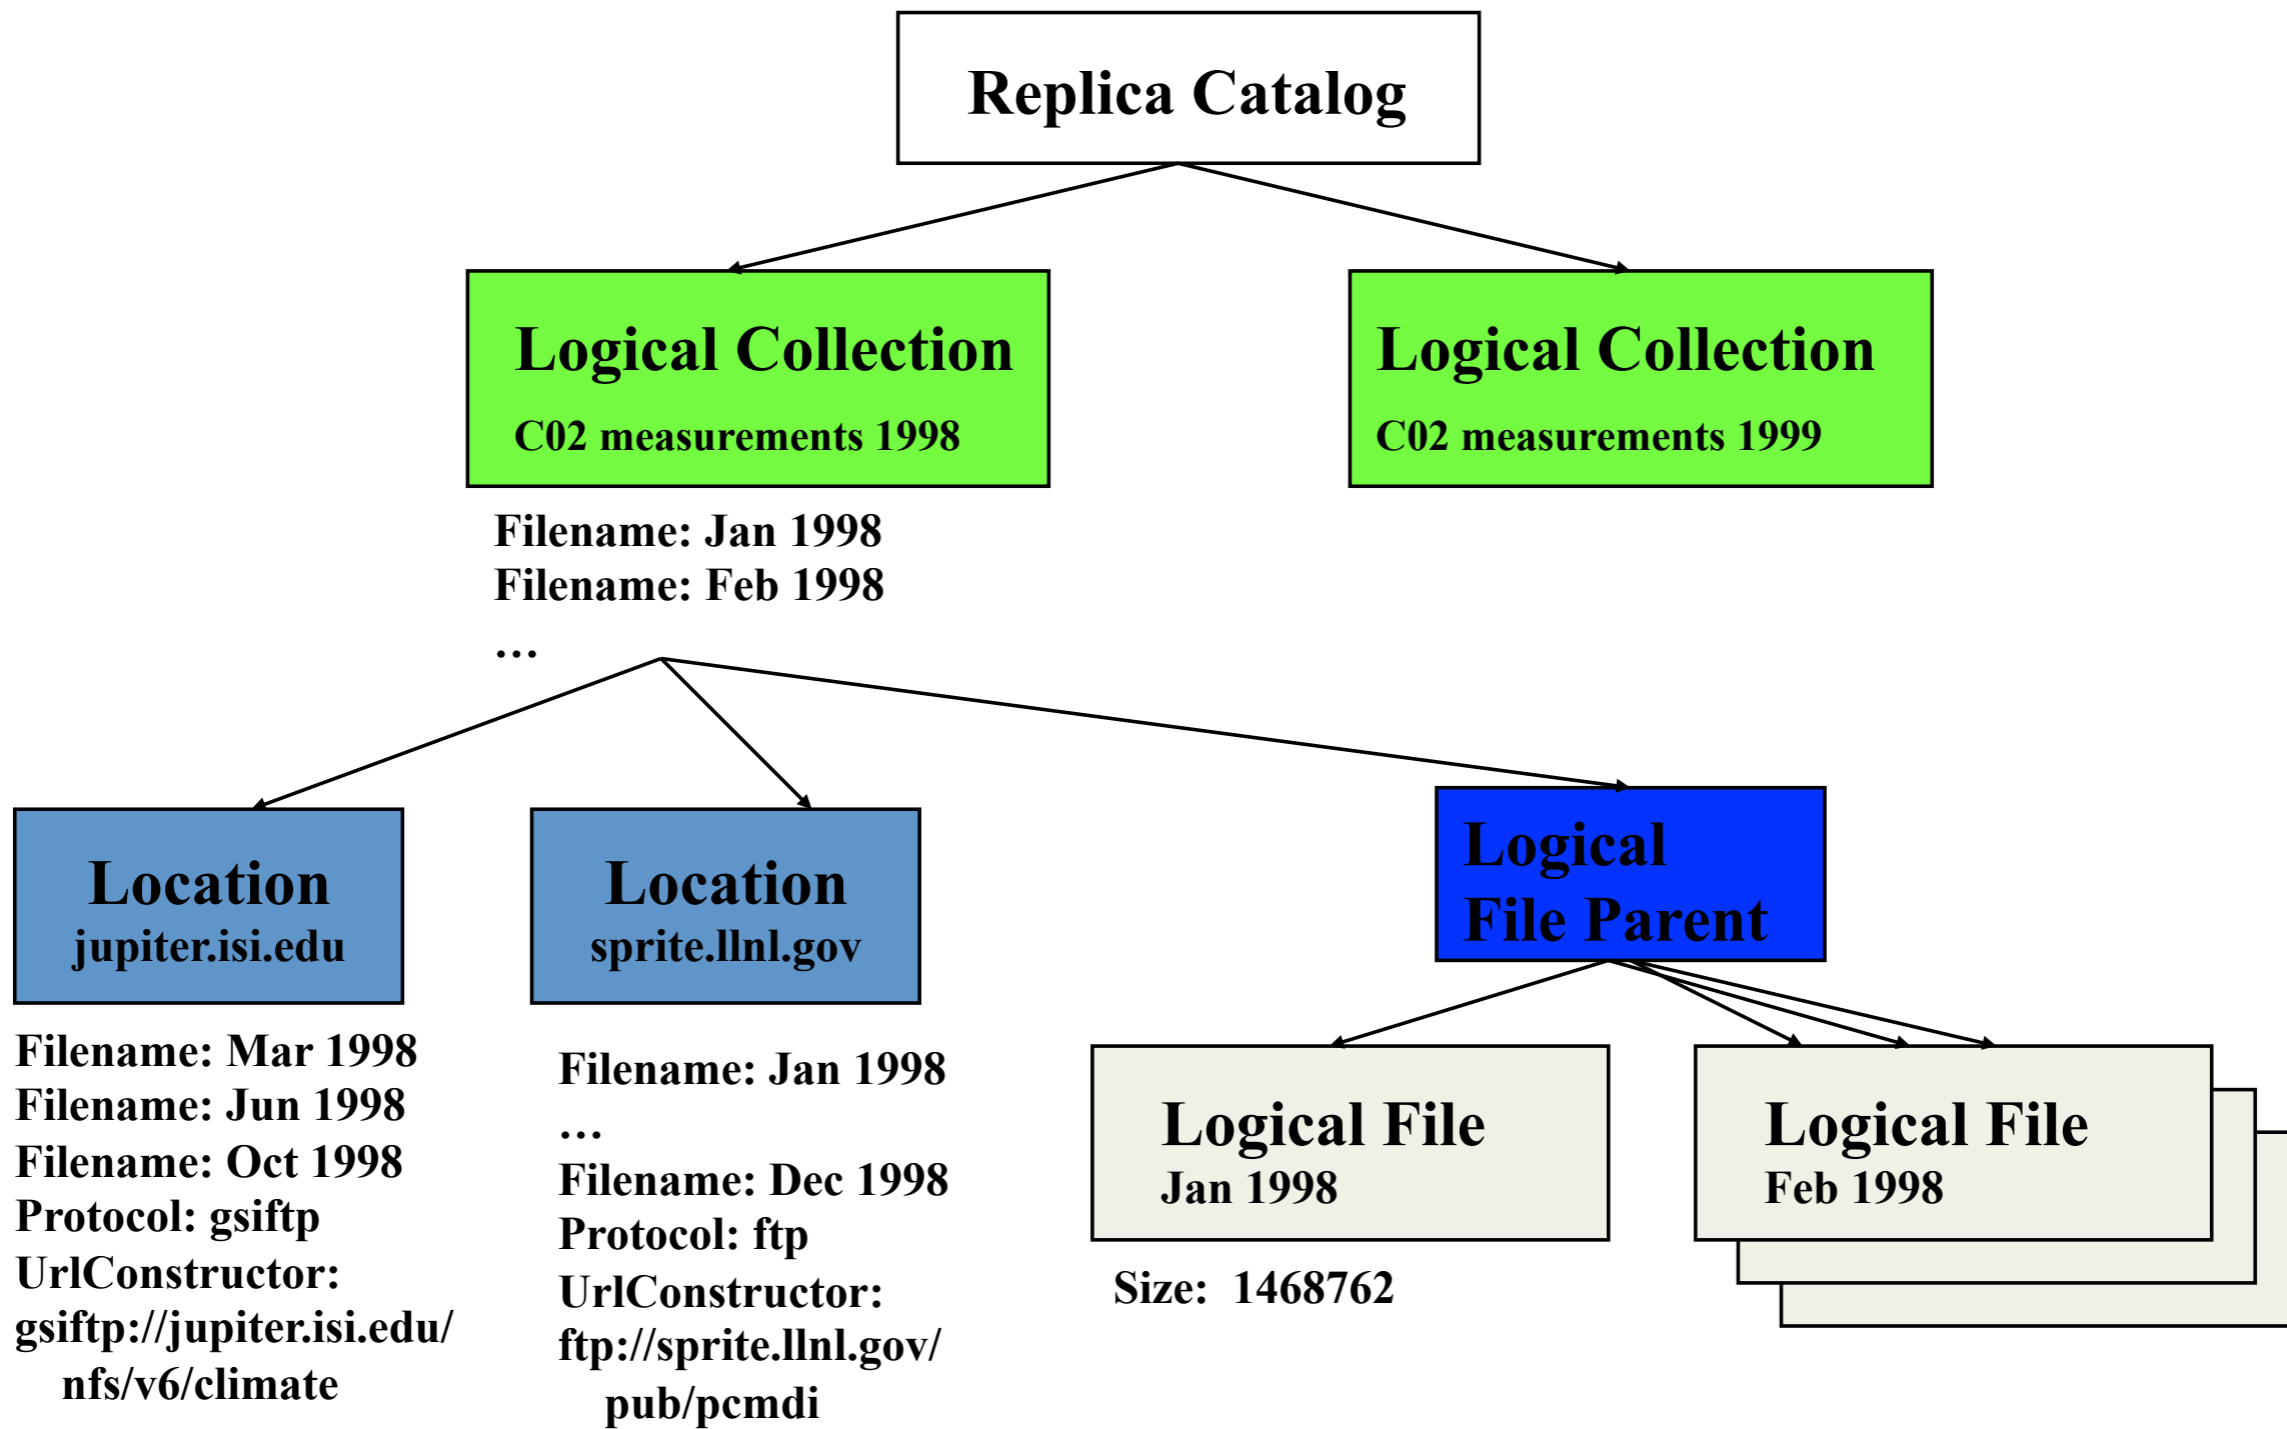 Replica Catalog
Logical Collection
C02 measurements 1998
Logical Collection
C02 measurements 1999
Filename: Jan 1998
Filename: Feb 1998
…
Location
jupiter.isi.edu
Location
sprite.llnl.gov
Logical
File Parent
Filename: Mar 1998
Filename: Jun 1998
Filename: Oct 1998
Protocol: gsiftp
UrlConstructor:
gsiftp://jupiter.isi.edu/
nfs/v6/climate
Filename: Jan 1998
…
Filename: Dec 1998
Protocol: ftp
UrlConstructor:
ftp://sprite.llnl.gov/
pub/pcmdi
Logical File
Jan 1998
Size: 1468762
Logical File
Feb 1998